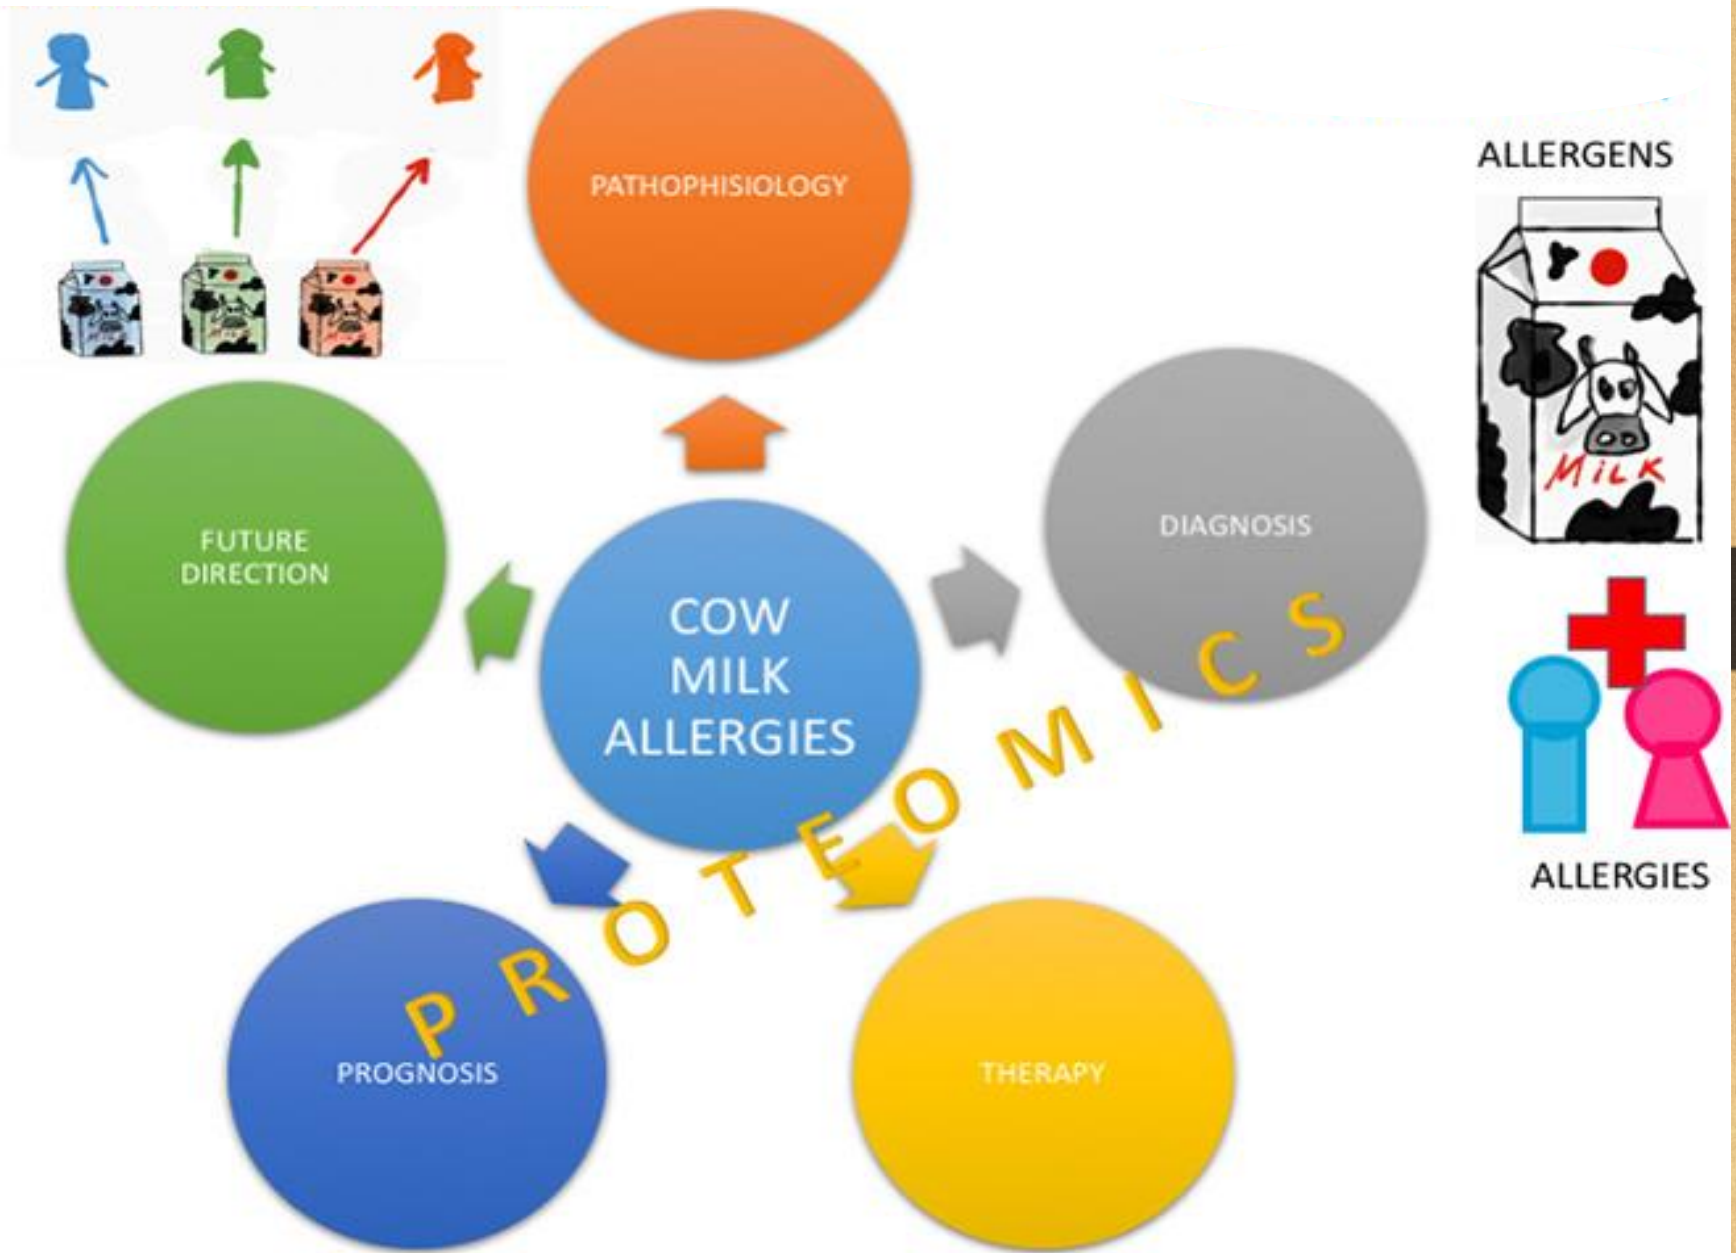 PATHOPHISIOLOGY
ALLERGENS
MiLK
DIAGNOSIS
FUTURE
DIRECTION
COW
MILK
ALLERGIES
PROTEOMICS
ALLERGIES
PROGNOSIS
THERAPY